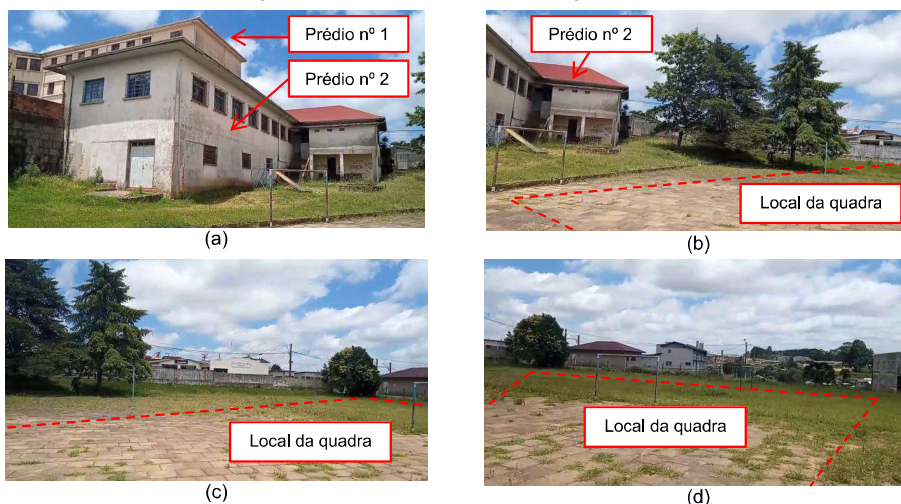 Prédio nº 1
Prédio nº 2
(a)
Prédio nº 2
Local da quadra
(b)
Local da quadra
(c)
Local da quadra
(d)